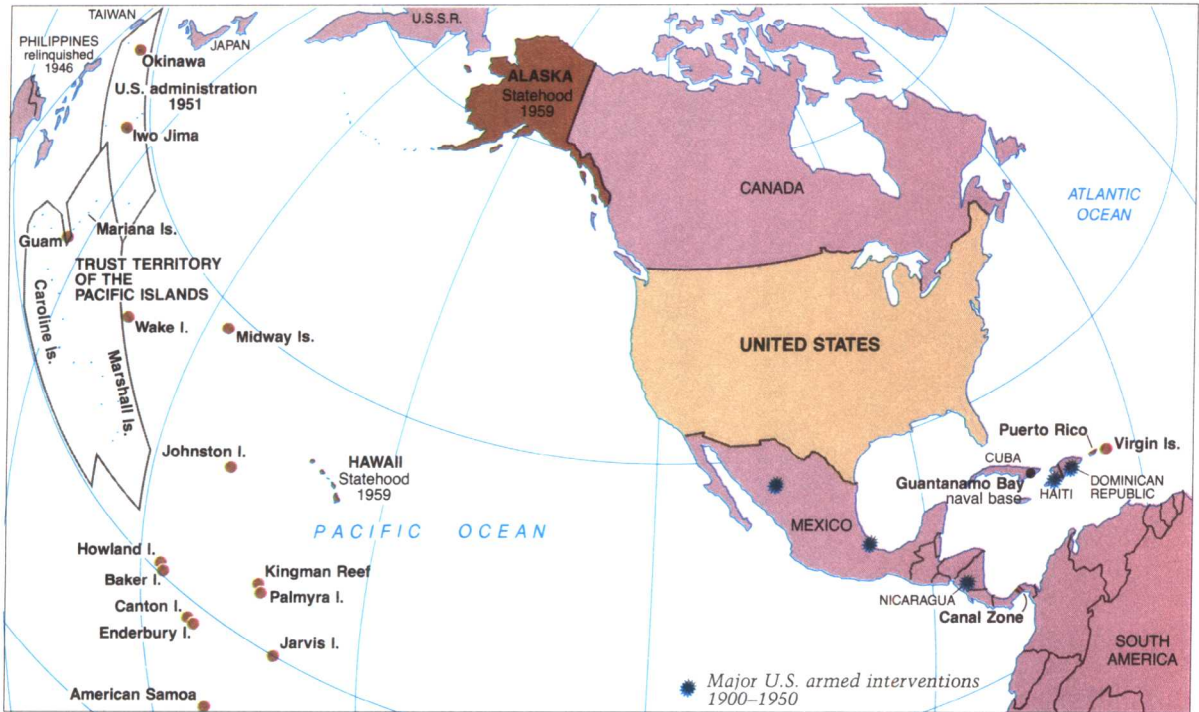 TAIWAN
U.S.S.R.
PHILIPPINES
relinquished
1946
JAPAN
Okinawa
U.S. administration
1951
Iwo Jima
ALASKA
Statehood
1959
CANADA
ATLANTIC
OCEAN
Guam
Mariana Is.
TRUST TERRITORY
OF THE
PACIFIC ISLANDS
Caroline Is.
Wake I.
Midway Is.
Marshall Is.
UNITED STATES
Johnston I.
HAWAII
Statehood
1959
Puerto Rico
Virgin Is.
CUBA
Guantanamo Bay
naval base
HAITI
DOMINICAN
REPUBLIC
PACIFIC OCEAN
MEXICO
Howland I.
Baker I.
Kingman Reef
Palmyra I.
Canton I.
Enderbury I.
NICARAGUA
Canal Zone
Jarvis I.
SOUTH
AMERICA
American Samoa
Major U.S. armed interventions
1900–1950